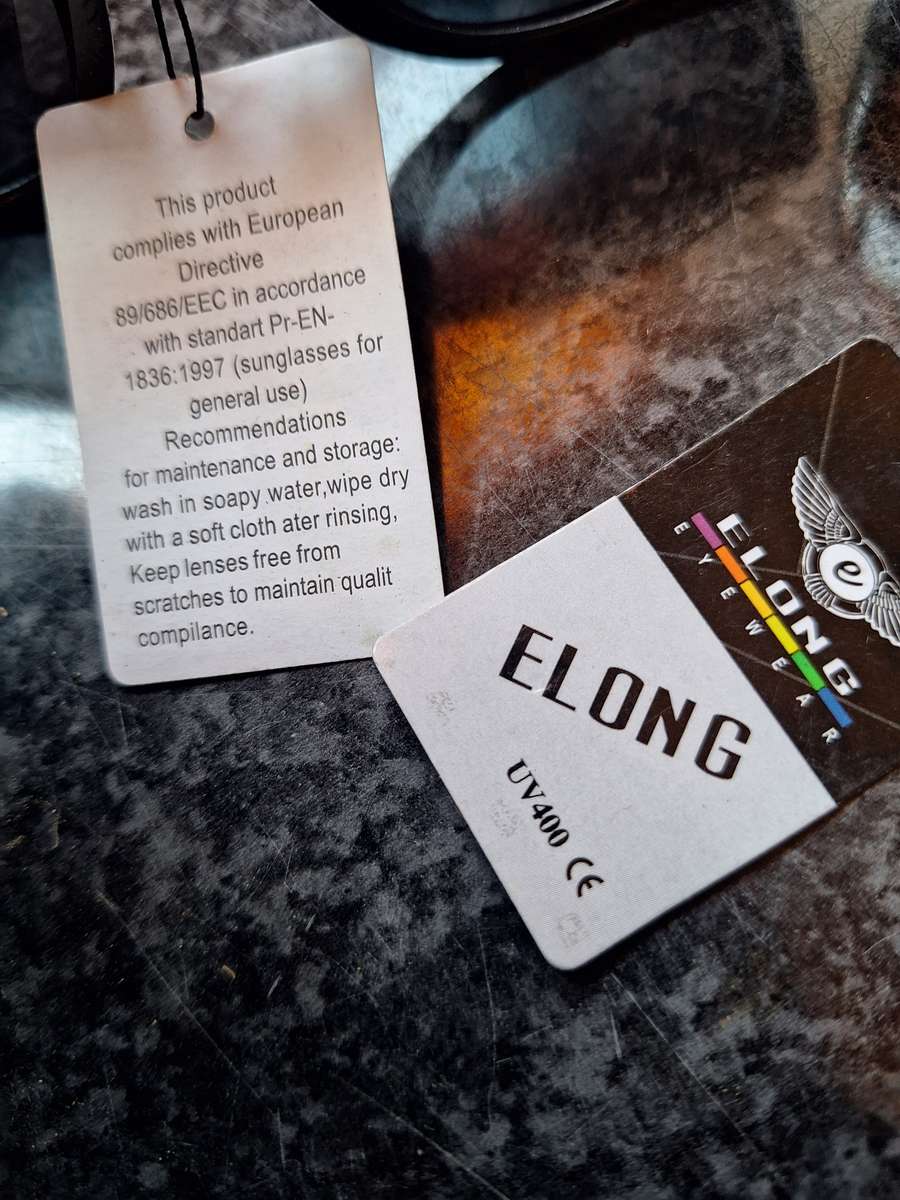 This product
complies with European
Directive
89/686/EEC in accordance
with standart Pr-EN-
1836:1997 (sunglasses for
general use)
Recommendations
for maintenance and storage:
wash in soapy water,wipe dry
with a soft cloth ater rinsing,
Keep lenses free from
scratches to maintain qualit
compilance.
e
ELONG
EYEWEAR
ELONG
UV400 CE